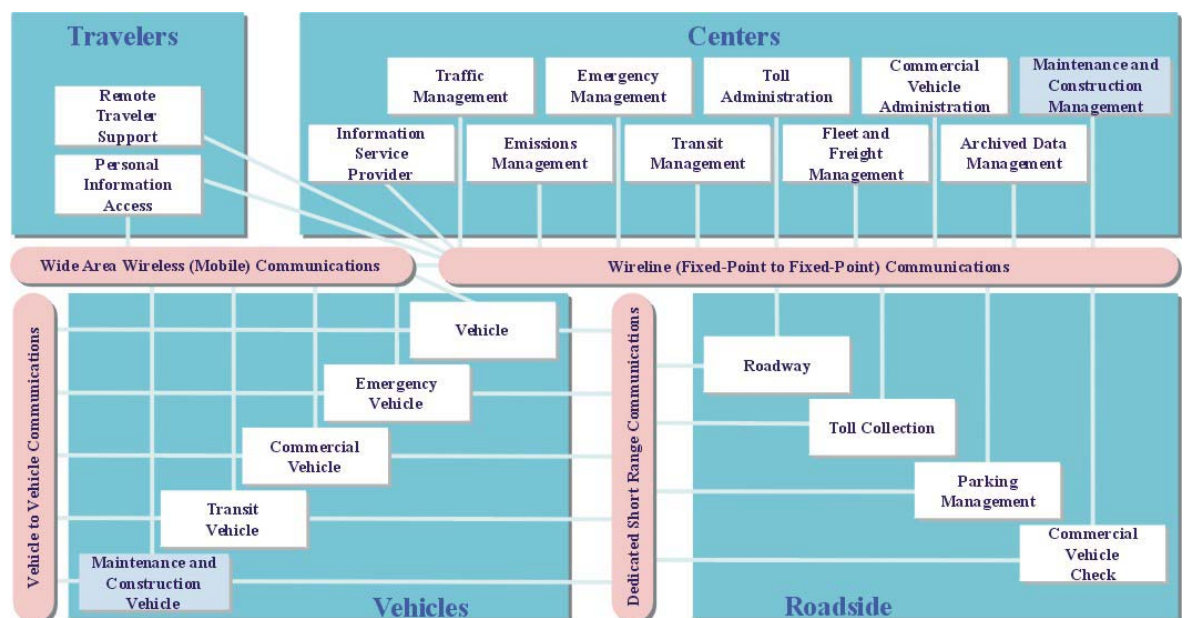 Travelers
Remote
Traveler
Support
Personal
Information
Access
Centers
Traffic
Management
Emergency
Management
Toll
Administration
Commercial
Vehicle
Administration
Maintenance and
Construction
Management
Information
Service
Provider
Emissions
Management
Transit
Management
Fleet and
Freight
Management
Archived Data
Management
Wide Area Wireless (Mobile) Communications
Wireline (Fixed-Point to Fixed-Point) Communications
Vehicle to Vehicle Communications
Vehicle
Emergency
Vehicle
Commercial
Vehicle
Transit
Vehicle
Maintenance and
Construction
Vehicle
Vehicles
Dedicated Short Range Communications
Roadway
Toll Collection
Parking
Management
Commercial
Vehicle
Check
Roadside